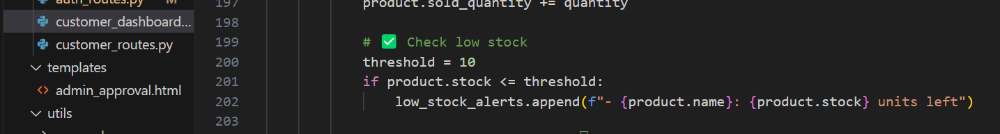 auth_routes.py M
customer_dashboard...
customer_routes.py
templates
admin_approval.html
utils
197 product.sold_quantity += quantity
198
199 # ✅ Check low stock
200 threshold = 10
201 if product.stock <= threshold:
202 low_stock_alerts.append(f"- {product.name}: {product.stock} units left")
203